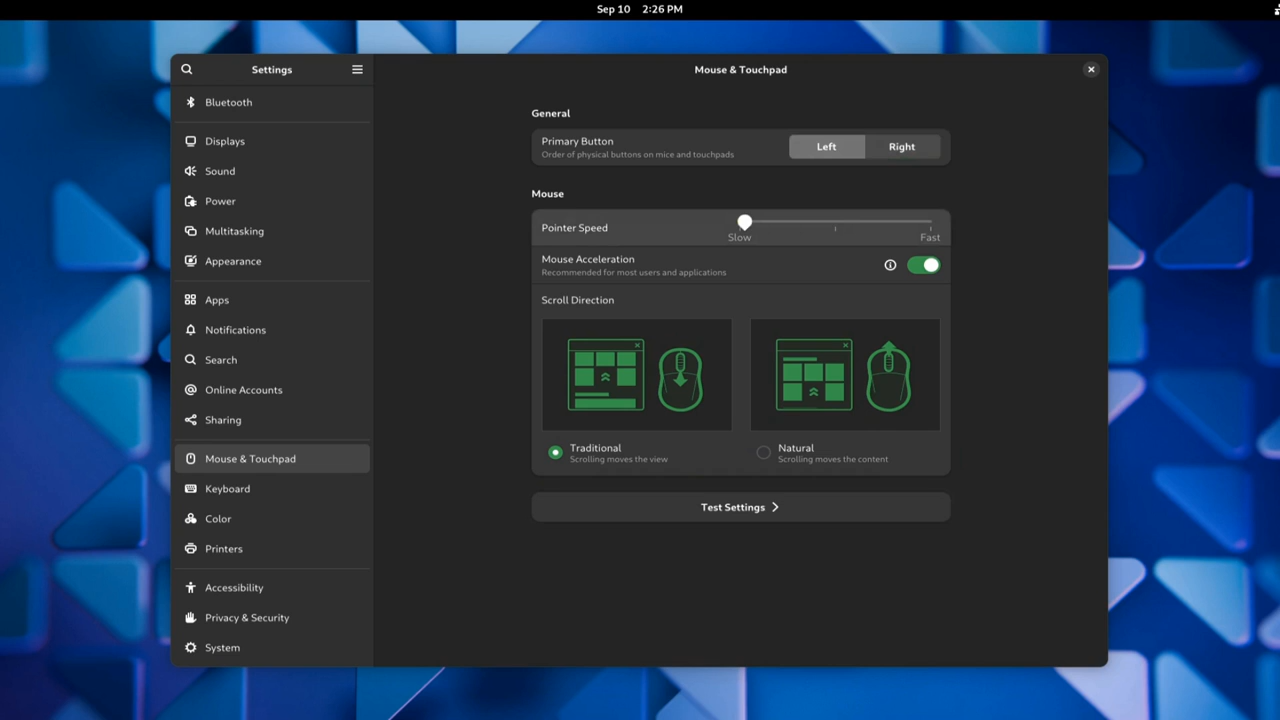 Sep 10 2:26 PM
Settings
Bluetooth
Displays
Sound
Power
Multitasking
Appearance
Apps
Notifications
Search
Online Accounts
Sharing
Mouse & Touchpad
Keyboard
Color
Printers
Accessibility
Privacy & Security
System
Mouse & Touchpad
General
Primary Button
Order of physical buttons on mice and touchpads
Left
Right
Mouse
Pointer Speed
Slow
Fast
Mouse Acceleration
Recommended for most users and applications
Scroll Direction
Traditional
Scrolling moves the view
Natural
Scrolling moves the content
Test Settings